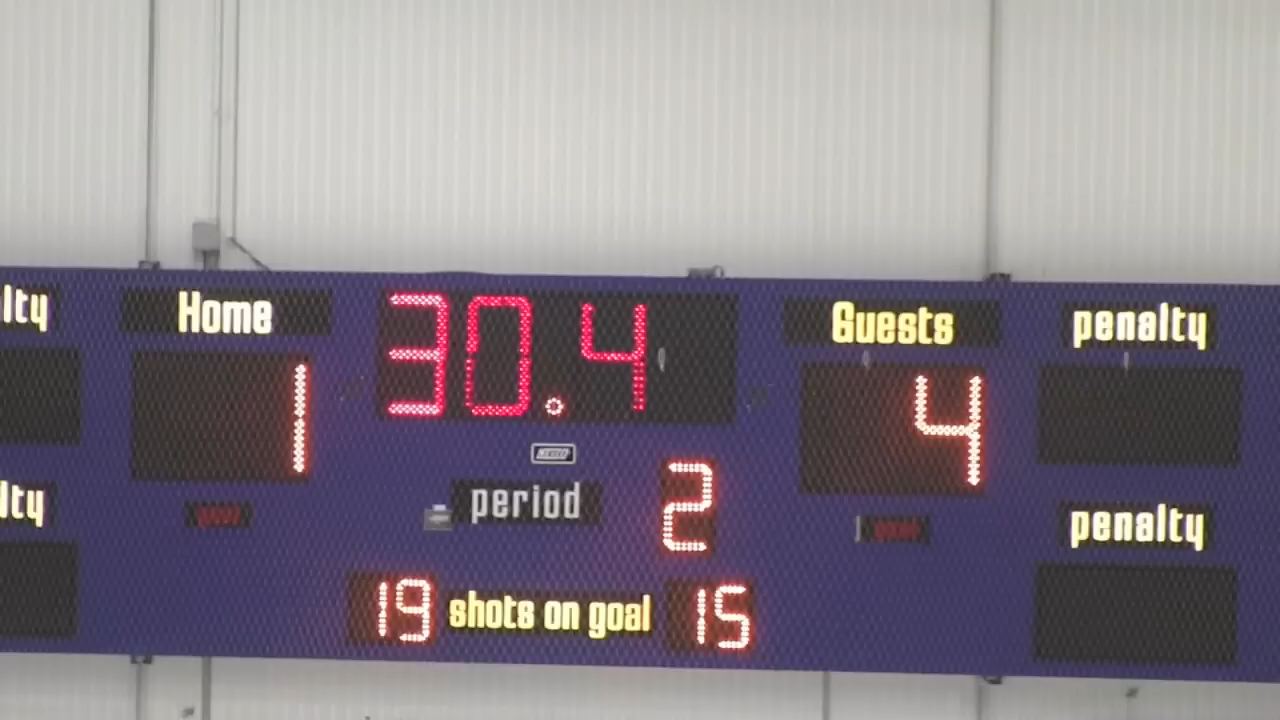 lty Home 30.4 Guests penalty
1 4
period 2
lty penalty
19 shots on goal 15